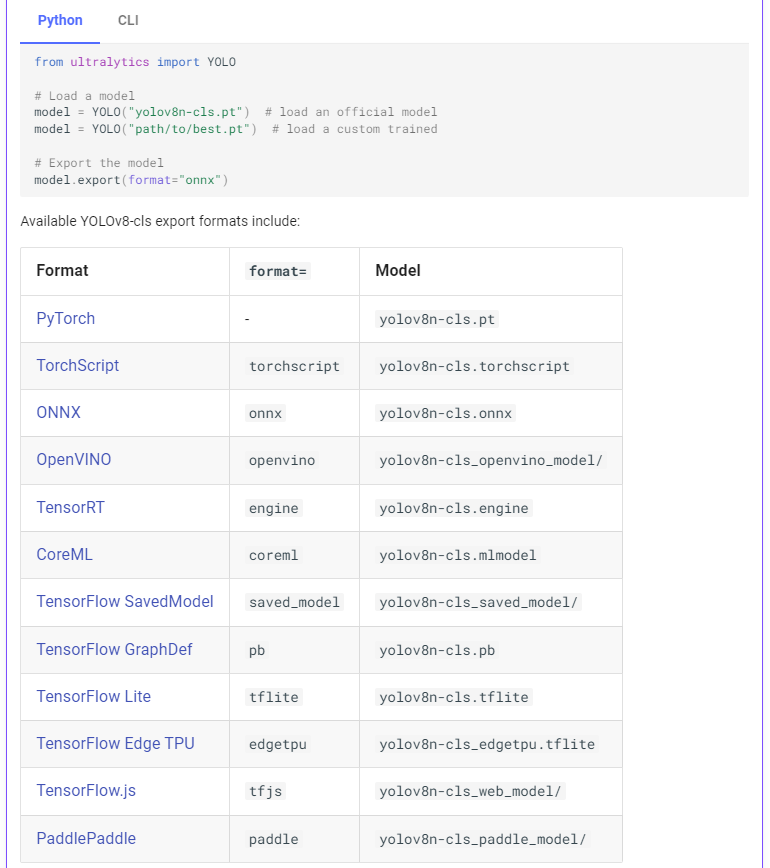 Python CLI
from ultralytics import YOLO
# Load a model
model = YOLO("yolov8n-cls.pt")  # load an official model
model = YOLO("path/to/best.pt")  # load a custom trained
# Export the model
model.export(format="onnx")
Available YOLOv8-cls export formats include:
Format format= Model
PyTorch - yolov8n-cls.pt
TorchScript torchscript yolov8n-cls.torchscript
ONNX onnx yolov8n-cls.onnx
OpenVINO openvino yolov8n-cls_openvino_model/
TensorRT engine yolov8n-cls.engine
CoreML coreml yolov8n-cls.mlmodel
TensorFlow SavedModel saved_model yolov8n-cls_saved_model/
TensorFlow GraphDef pb yolov8n-cls.pb
TensorFlow Lite tflite yolov8n-cls.tflite
TensorFlow Edge TPU edgetpu yolov8n-cls_edgetpu.tflite
TensorFlow.js tfjs yolov8n-cls_web_model/
PaddlePaddle paddle yolov8n-cls_paddle_model/